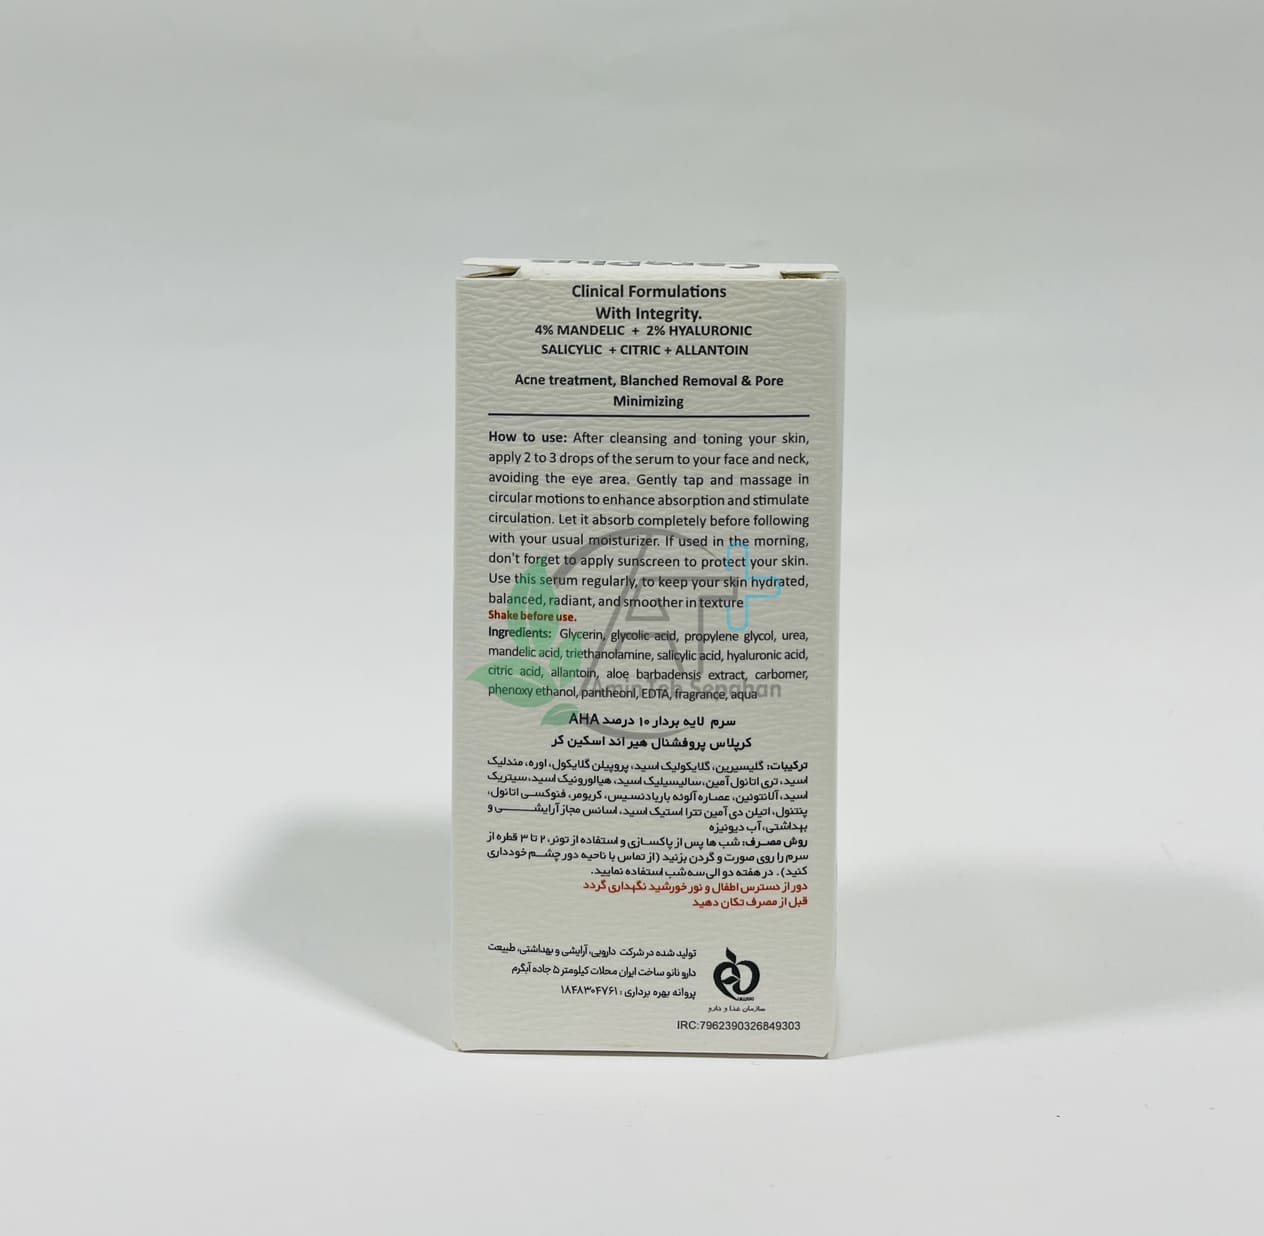 CarePlus
Clinical Formulations
With Integrity.
4% MANDELIC + 2% HYALURONIC
SALICYLIC + CITRIC + ALLANTOIN
Acne treatment, Blanched Removal & Pore
Minimizing
How to use: After cleansing and toning your skin,
apply 2 to 3 drops of the serum to your face and neck,
avoiding the eye area. Gently tap and massage in
circular motions to enhance absorption and stimulate
circulation. Let it absorb completely before following
with your usual moisturizer. If used in the morning,
don't forget to apply sunscreen to protect your skin.
Use this serum regularly, to keep your skin hydrated,
balanced, radiant, and smoother in texture
Shake before use.
Ingredients: Glycerin, glycolic acid, propylene glycol, urea,
mandelic acid, triethanolamine, salicylic acid, hyaluronic acid,
citric acid, allantoin, aloe barbadensis extract, carbomer,
phenoxy ethanol, pantheonl, EDTA, fragrance, aqua
Amin Teb Sepahan
سرم لایه بردار ۱۰ درصد AHA
کرپلاس پروفشنال هیر اند اسکین کر
ترکیبات: گلیسیرین، گلایکولیک اسید، پروپیلن گلایکول، اوره، مندلیک
اسید، تری اتانول آمین، سالیسیلیک اسید، هیالورونیک اسید، سیتریک
اسید، آلانتوئین، عصاره آلوئه باربادنسیس، کربومر، فنوکسی اتانول،
پنتنول، اتیلن دی آمین تترا استیک اسید، اسانس مجاز آرایشی و
بهداشتی، آب دیونیزه
روش مصرف: شب ها پس از پاکسازی و استفاده از تونر، ۲ تا ۳ قطره از
سرم را روی صورت و گردن بزنید (از تماس با ناحیه دور چشم خودداری
کنید). در هفته دو الی سه شب استفاده نمایید.
دور از دسترس اطفال و نور خورشید نگهداری گردد
قبل از مصرف تکان دهید
تولید شده در شرکت دارویی، آرایشی و بهداشتی، طبیعت
دارو نانو ساخت ایران محلات کیلومتر ۵ جاده آبگرم
پروانه بهره برداری : ۱۸۴۸۳۰۴۷۶۱
سازمان غذا و دارو
IRC:7962390326849303